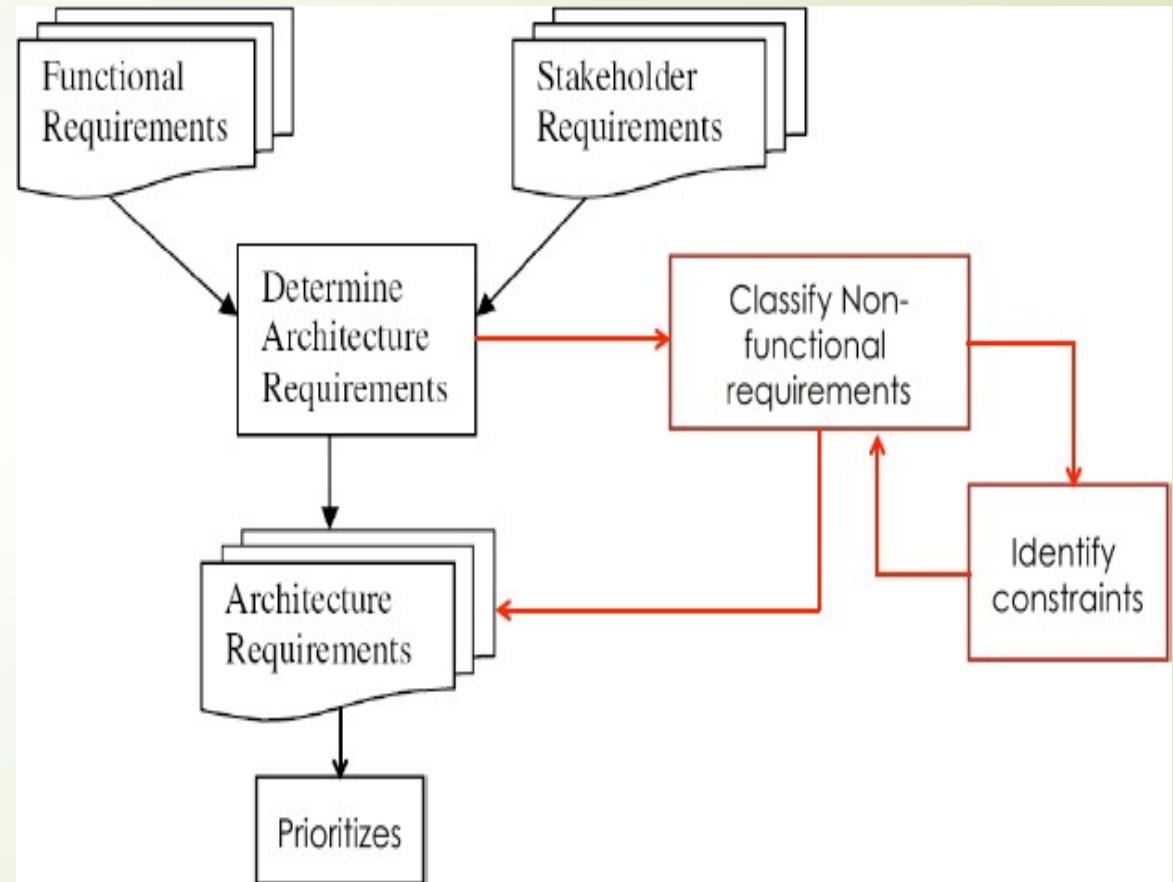 Functional
Requirements
Stakeholder
Requirements
Determine
Architecture
Requirements
Classify Non-
functional
requirements
Identify
constraints
Architecture
Requirements
Prioritizes